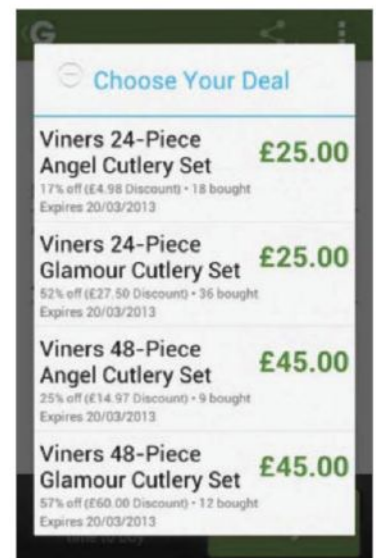 G
Choose Your Deal
Viners 24-Piece
Angel Cutlery Set
£25.00
17% off (£4.98 Discount) • 18 bought
Expires 20/03/2013
Viners 24-Piece
Glamour Cutlery Set
£25.00
52% off (£27.50 Discount) • 36 bought
Expires 20/03/2013
Viners 48-Piece
Angel Cutlery Set
£45.00
25% off (£14.97 Discount) • 9 bought
Expires 20/03/2013
Viners 48-Piece
Glamour Cutlery Set
£45.00
57% off (£60.00 Discount) • 12 bought
Expires 20/03/2013
time to buy